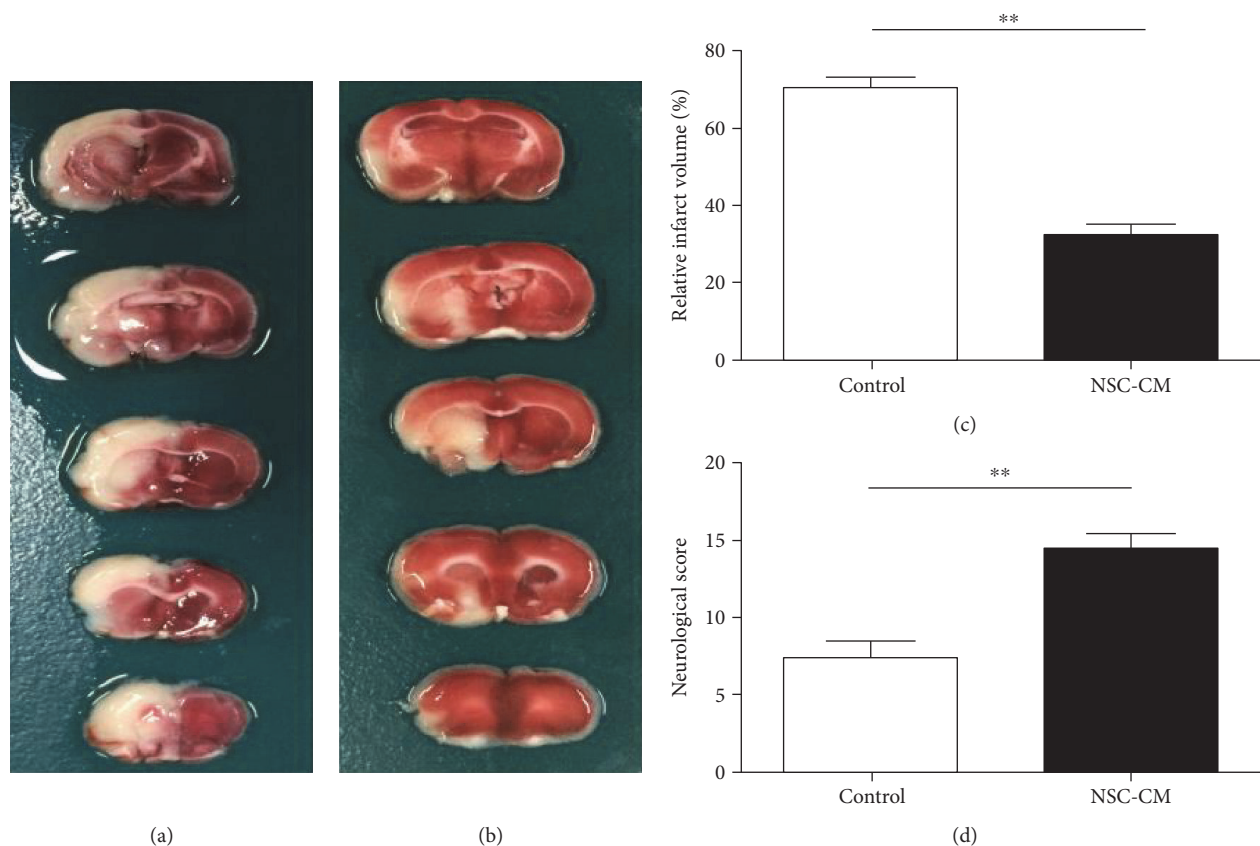 (a)
(b)
**
80
60
40
20
0
Relative infarct volume (%)
Control
NSC-CM
(c)
**
20
15
10
5
0
Neurological score
Control
NSC-CM
(d)